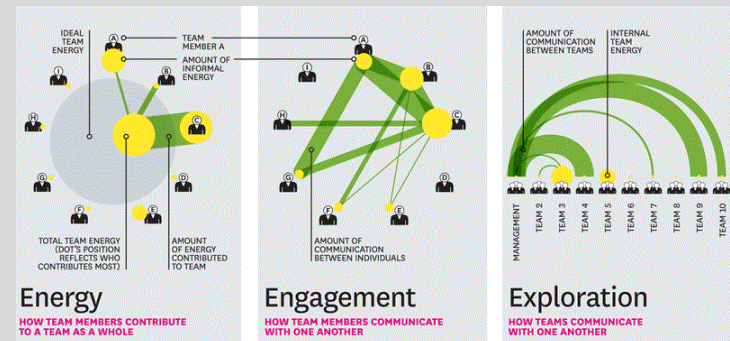 IDEAL
TEAM
ENERGY
TEAM
MEMBER A
AMOUNT OF
INFORMAL
ENERGY
A
B
C
D
E
F
G
H
I
TOTAL TEAM ENERGY
(DOT'S POSITION
REFLECTS WHO
CONTRIBUTES MOST)
AMOUNT
OF ENERGY
CONTRIBUTED
TO TEAM
Energy
HOW TEAM MEMBERS CONTRIBUTE
TO A TEAM AS A WHOLE
A
B
C
D
E
F
G
H
I
AMOUNT OF
COMMUNICATION
BETWEEN INDIVIDUALS
Engagement
HOW TEAM MEMBERS COMMUNICATE
WITH ONE ANOTHER
AMOUNT OF
COMMUNICATION
BETWEEN TEAMS
INTERNAL
TEAM
ENERGY
MANAGEMENT
TEAM 2
TEAM 3
TEAM 4
TEAM 5
TEAM 6
TEAM 7
TEAM 8
TEAM 9
TEAM 10
Exploration
HOW TEAMS COMMUNICATE
WITH ONE ANOTHER